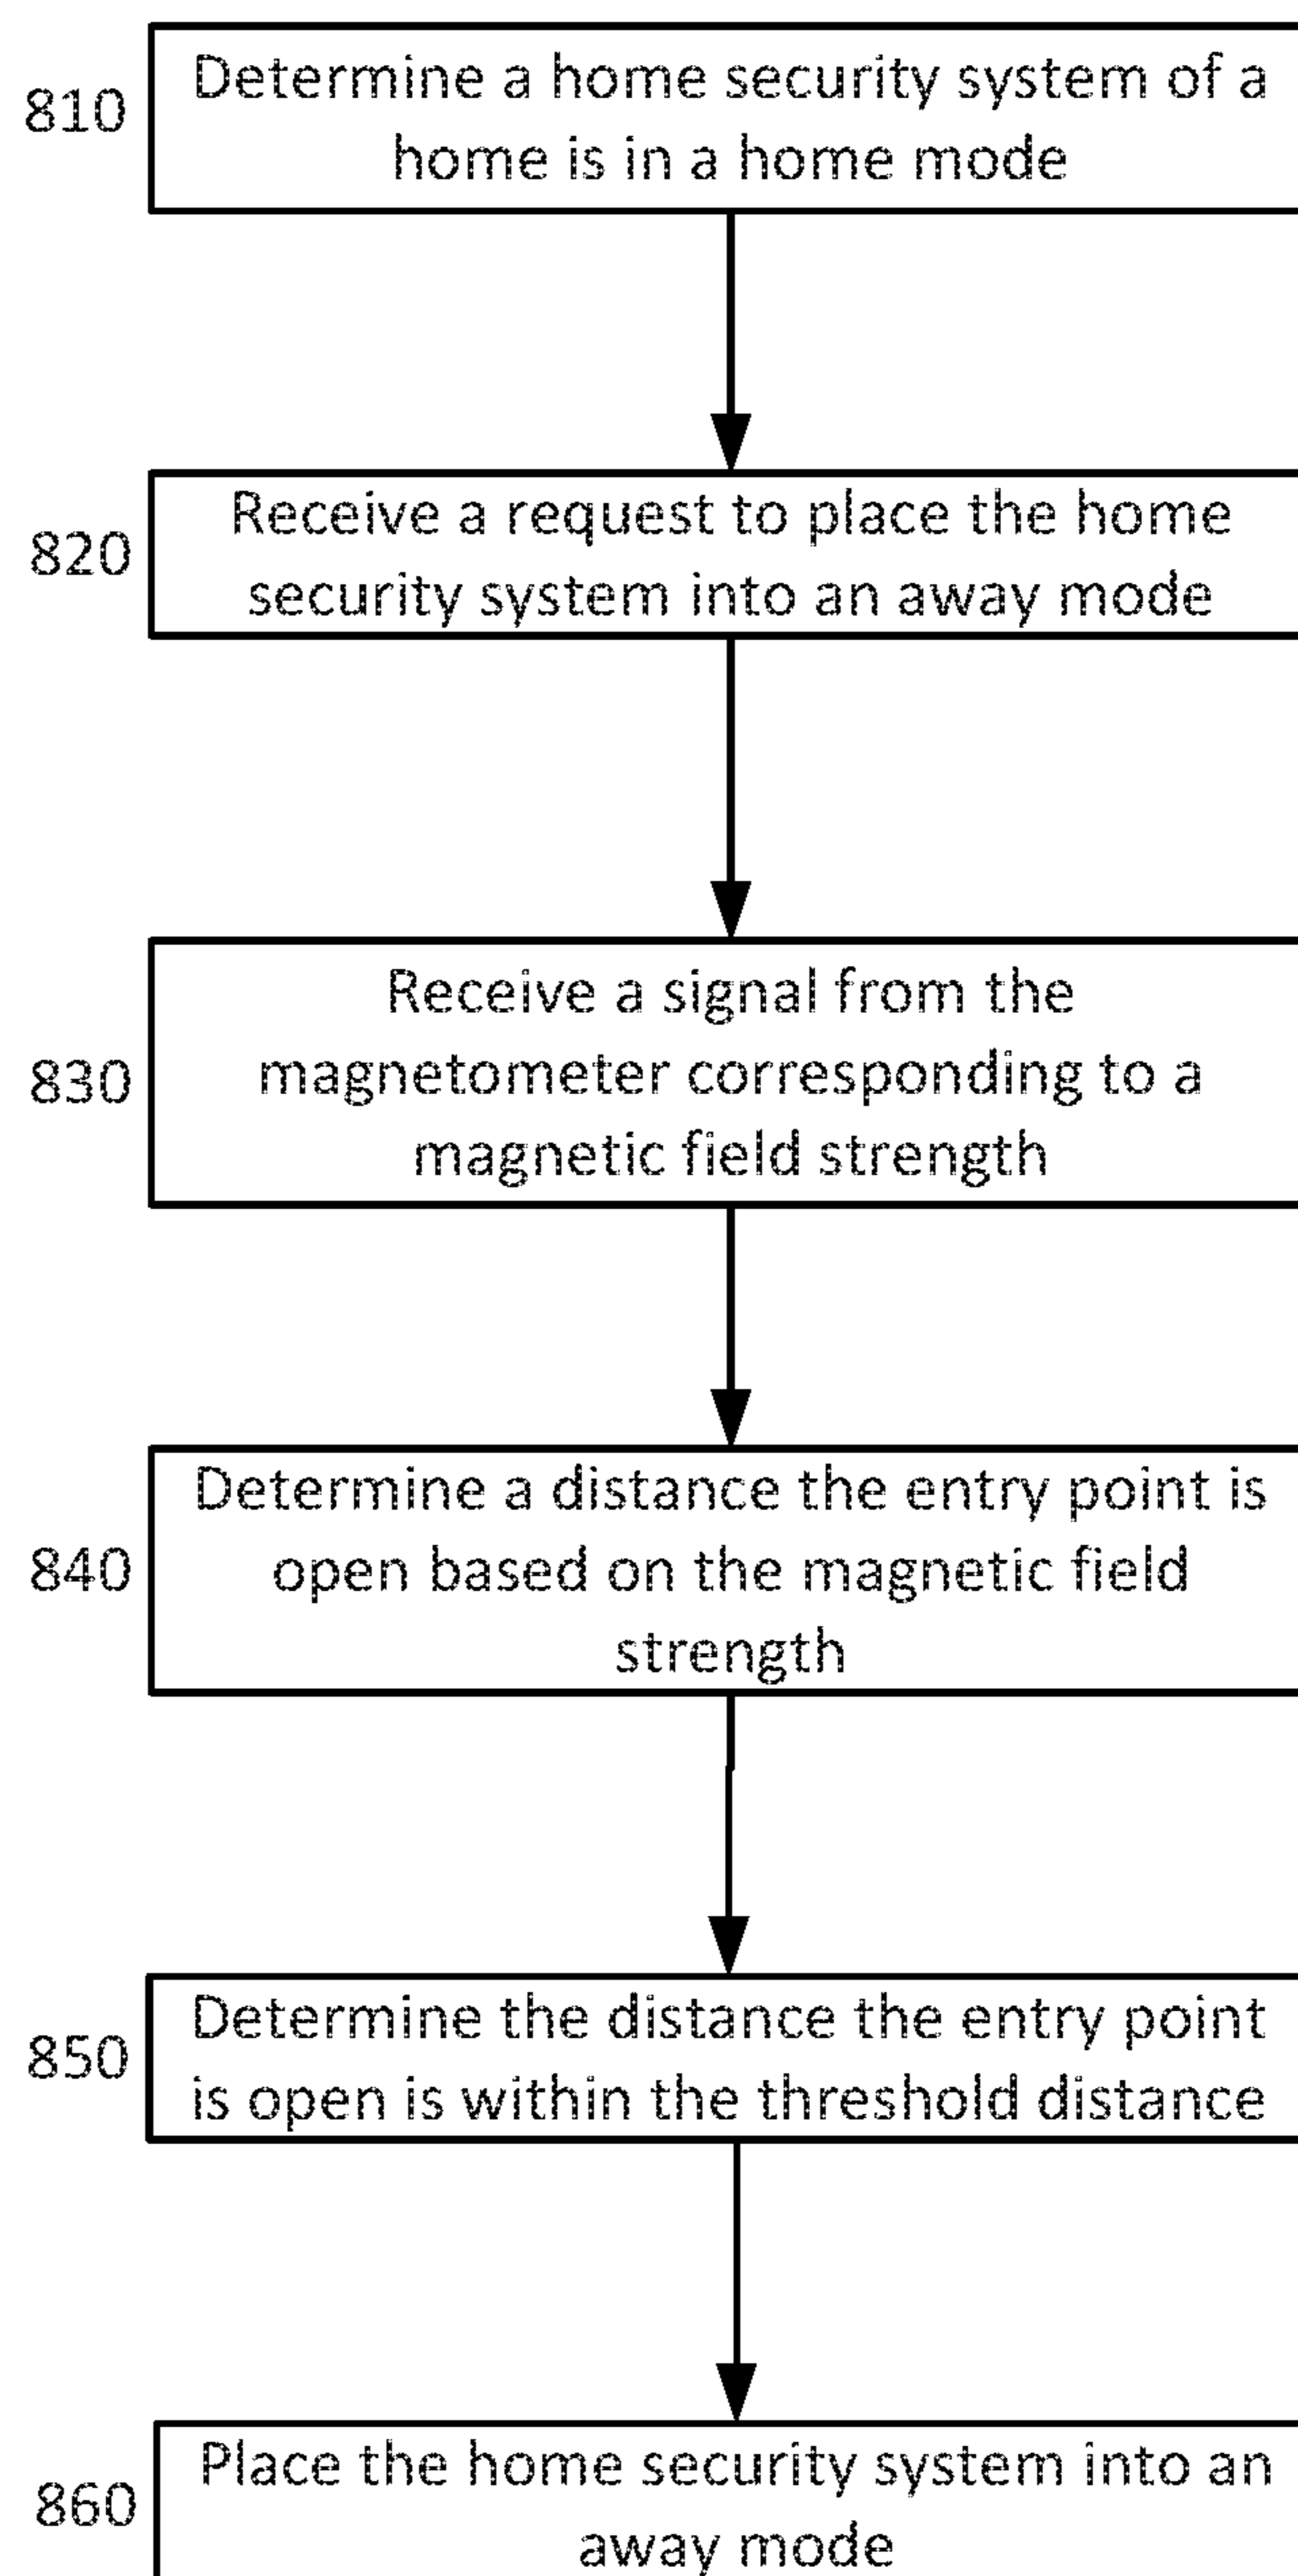 810
Determine a home security system of a
home is in a home mode
820
Receive a request to place the home
security system into an away mode
830
Receive a signal from the
magnetometer corresponding to a
magnetic field strength
840
Determine a distance the entry point is
open based on the magnetic field
strength
850
Determine the distance the entry point
is open is within the threshold distance
860
Place the home security system into an
away mode